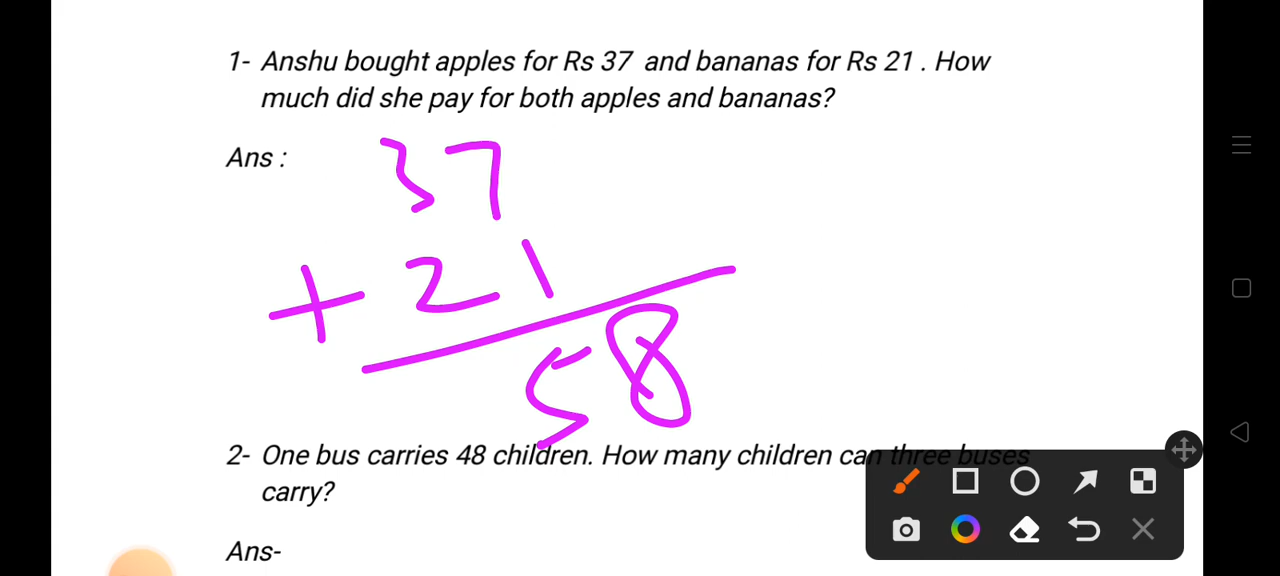 1- Anshu bought apples for Rs 37 and bananas for Rs 21 . How
much did she pay for both apples and bananas?
Ans :
37
+ 21
58
2- One bus carries 48 children. How many children can three buses
carry?
Ans-